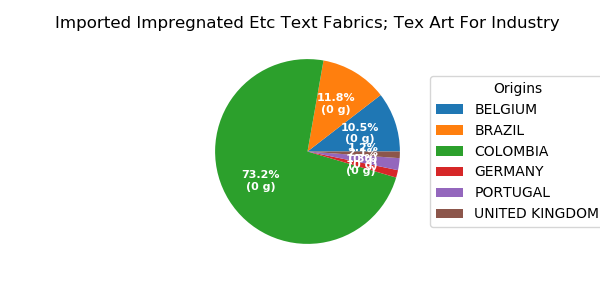 Imported Impregnated Etc Text Fabrics; Tex Art For Industry
11.8%
(0 g)
10.5%
(0 g)
73.2%
(0 g)
(0 g)
Origins
BELGIUM
BRAZIL
COLOMBIA
GERMANY
PORTUGAL
UNITED KINGDOM